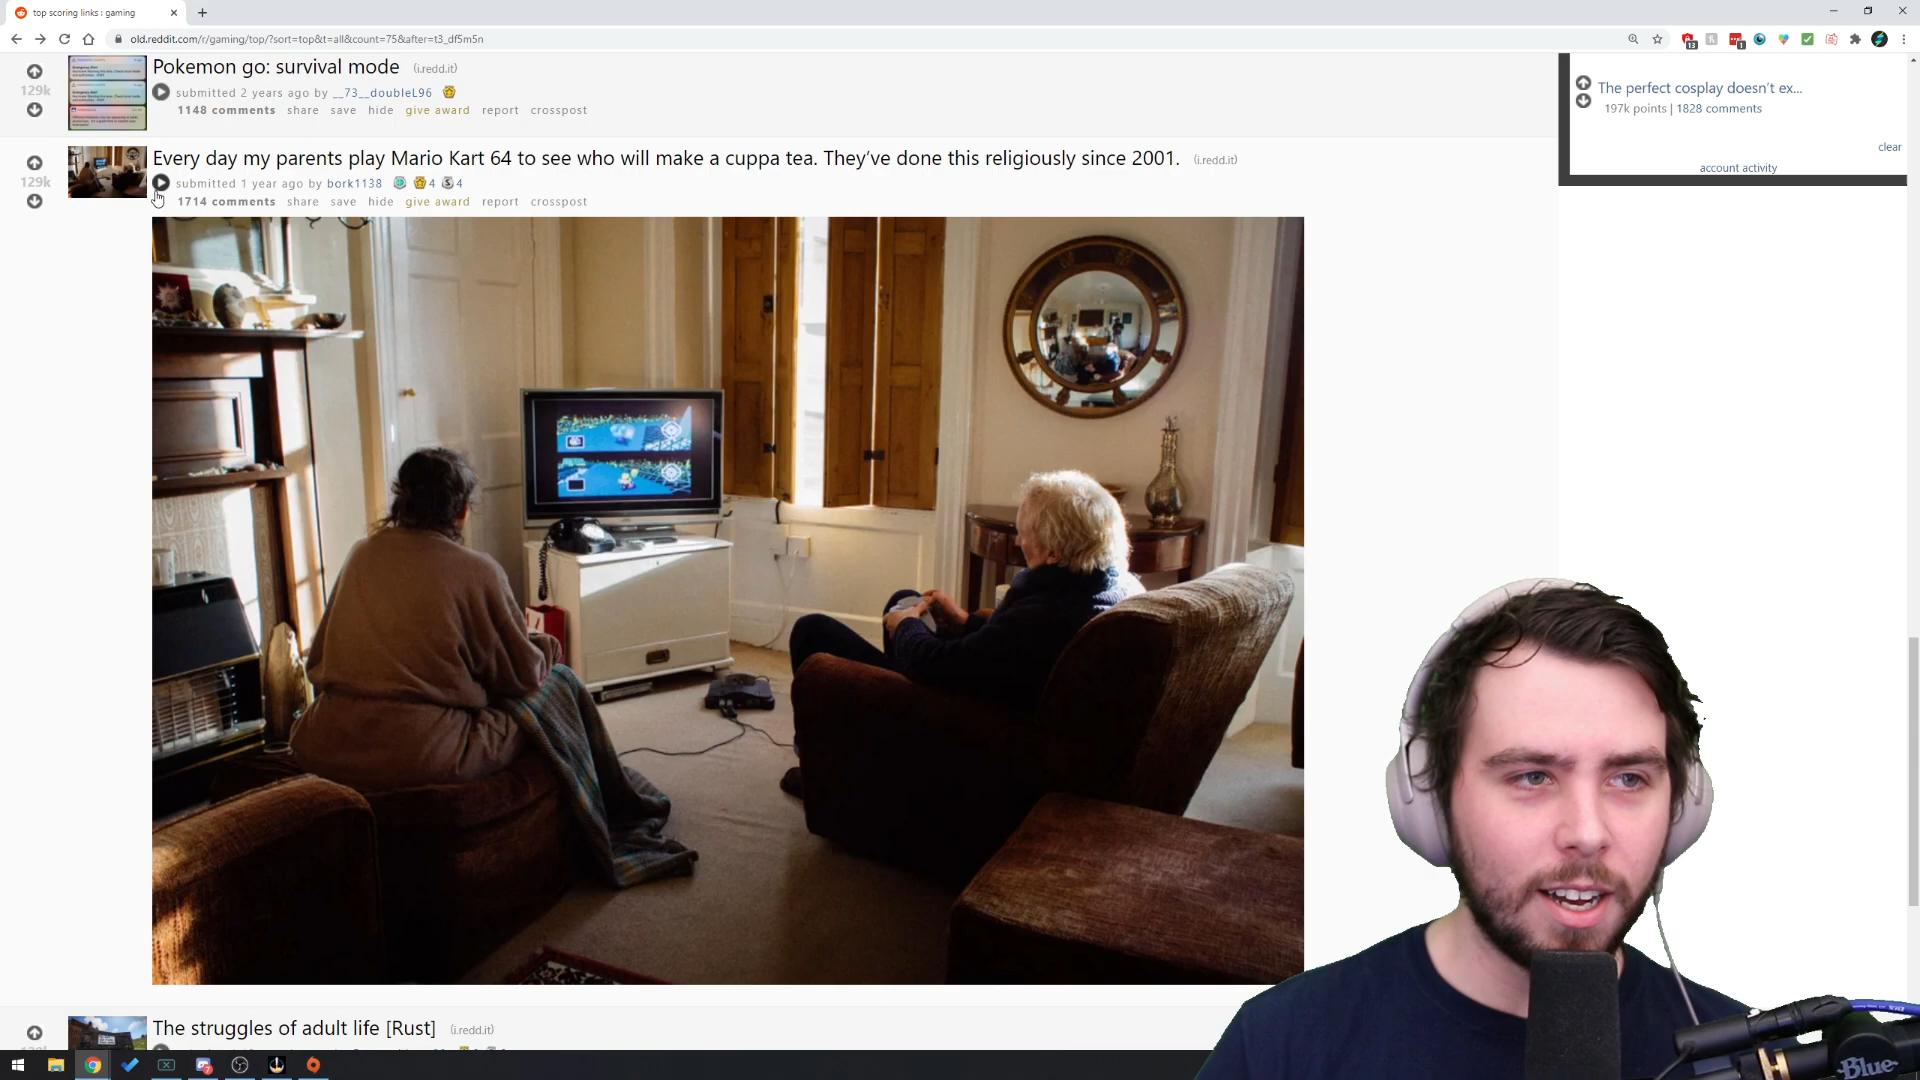 top scoring links : gaming
old.reddit.com/r/gaming/top/?sort=top&t=all&count=75&after=t3_df5m5n
13
1
129k
Pokemon go: survival mode (i.redd.it)
submitted 2 years ago by __73__doubleL96
1148 comments share save hide give award report crosspost
129k
Every day my parents play Mario Kart 64 to see who will make a cuppa tea. They've done this religiously since 2001. (i.redd.it)
submitted 1 year ago by bork1138 4 4
1714 comments share save hide give award report crosspost
The struggles of adult life [Rust] (i.redd.it)
The perfect cosplay doesn't ex...
197k points | 1828 comments
clear
account activity
Blue